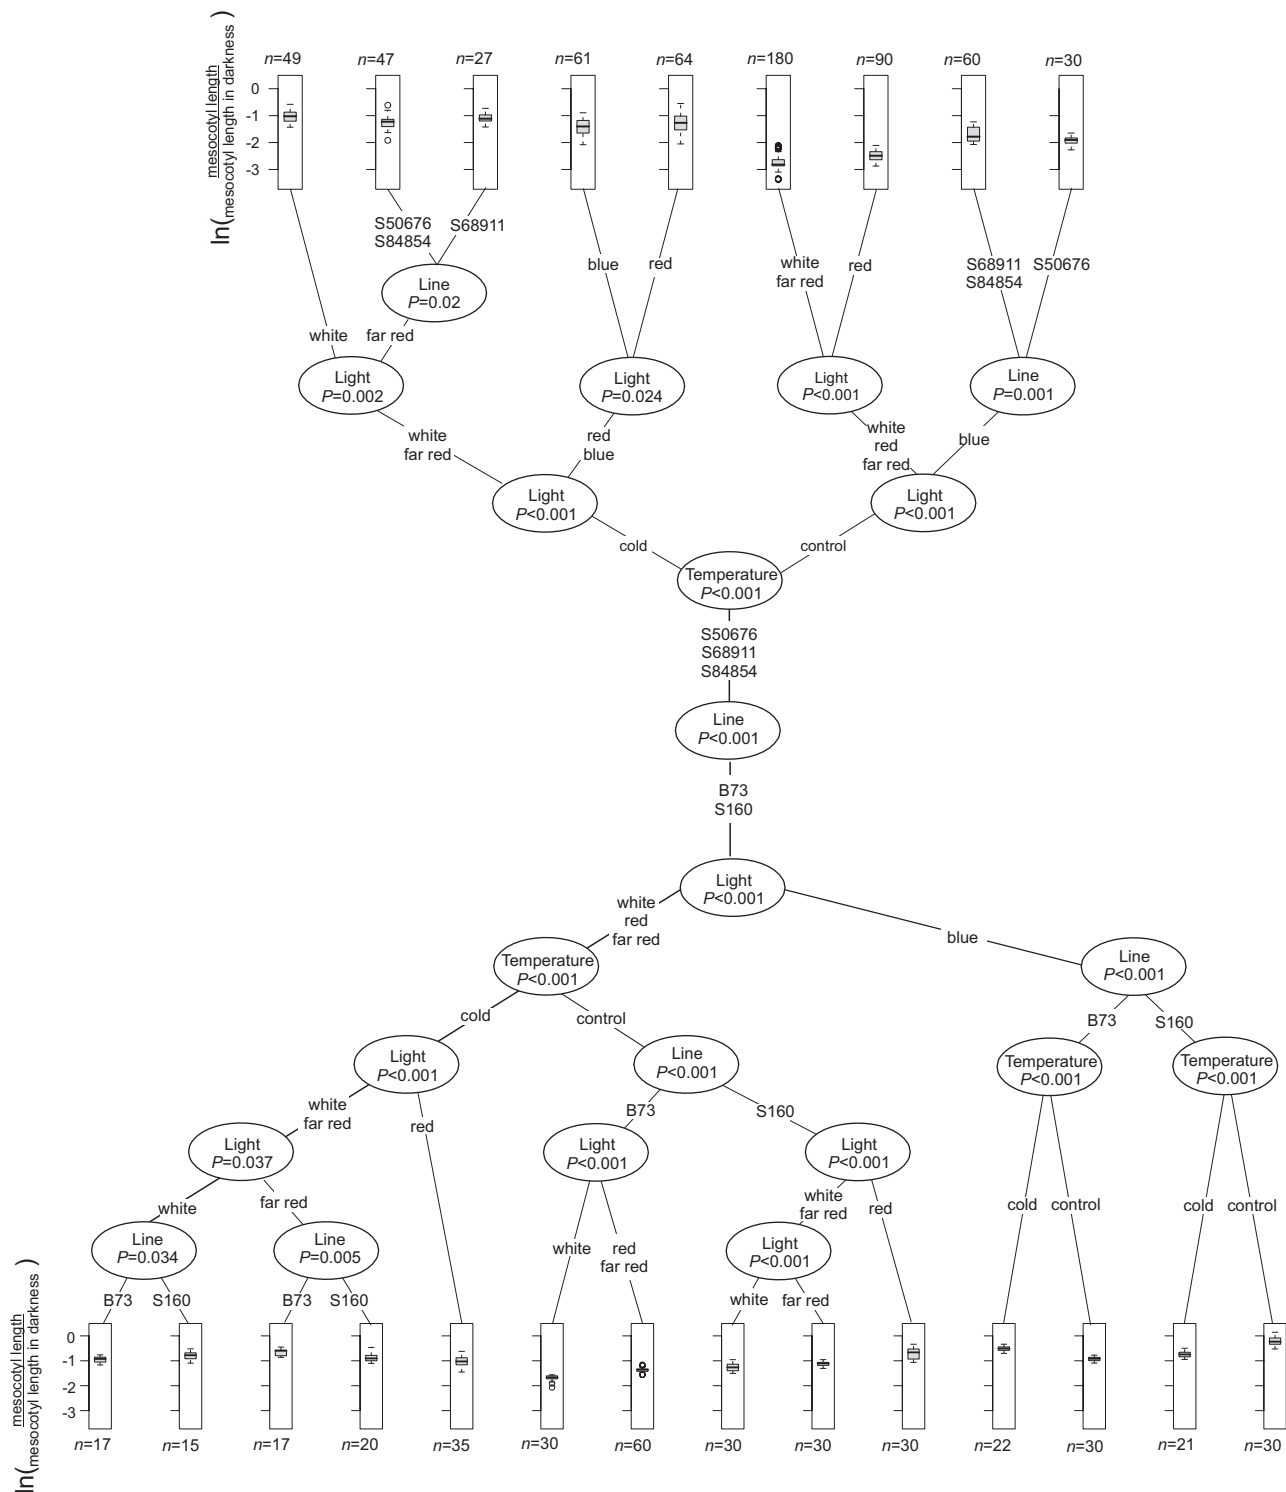 n=49 n=47 n=27 n=61 n=64 n=180 n=90 n=60 n=30
ln(mesocotyl length / mesocotyl length in darkness)
0
-1
-2
-3
S50676
S84854
S68911
blue
red
white
far red
red
S68911
S84854
S50676
Line
P=0.02
white
far red
Light
P=0.002
Light
P=0.024
Light
P<0.001
Line
P=0.001
white
far red
red
blue
white
red
far red
blue
Light
P<0.001
Light
P<0.001
cold
control
Temperature
P<0.001
S50676
S68911
S84854
Line
P<0.001
B73
S160
Light
P<0.001
white
red
far red
blue
Temperature
P<0.001
Line
P<0.001
cold
control
B73
S160
Light
P<0.001
Line
P<0.001
Temperature
P<0.001
Temperature
P<0.001
white
far red
red
B73
S160
Light
P=0.037
Light
P<0.001
Light
P<0.001
white
far red
white
far red
red
cold
control
cold
control
Line
P=0.034
Line
P=0.005
white
red
far red
Light
P<0.001
B73
S160
B73
S160
white
far red
ln(mesocotyl length / mesocotyl length in darkness)
0
-1
-2
-3
n=17 n=15 n=17 n=20 n=35 n=30 n=60 n=30 n=30 n=30 n=22 n=30 n=21 n=30